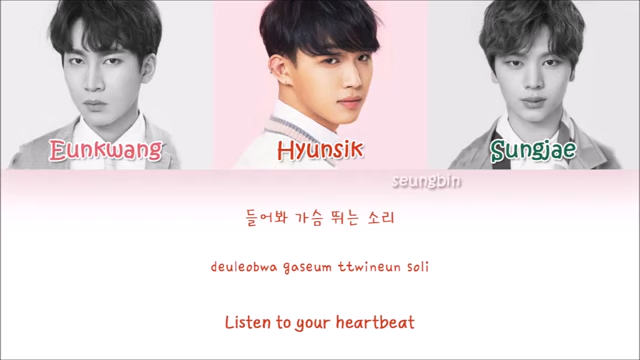 Eunkwang Hyunsik Sungjae
seungbin
들어봐 가슴 뛰는 소리
deuleobwa gaseum ttwineun soli
Listen to your heartbeat